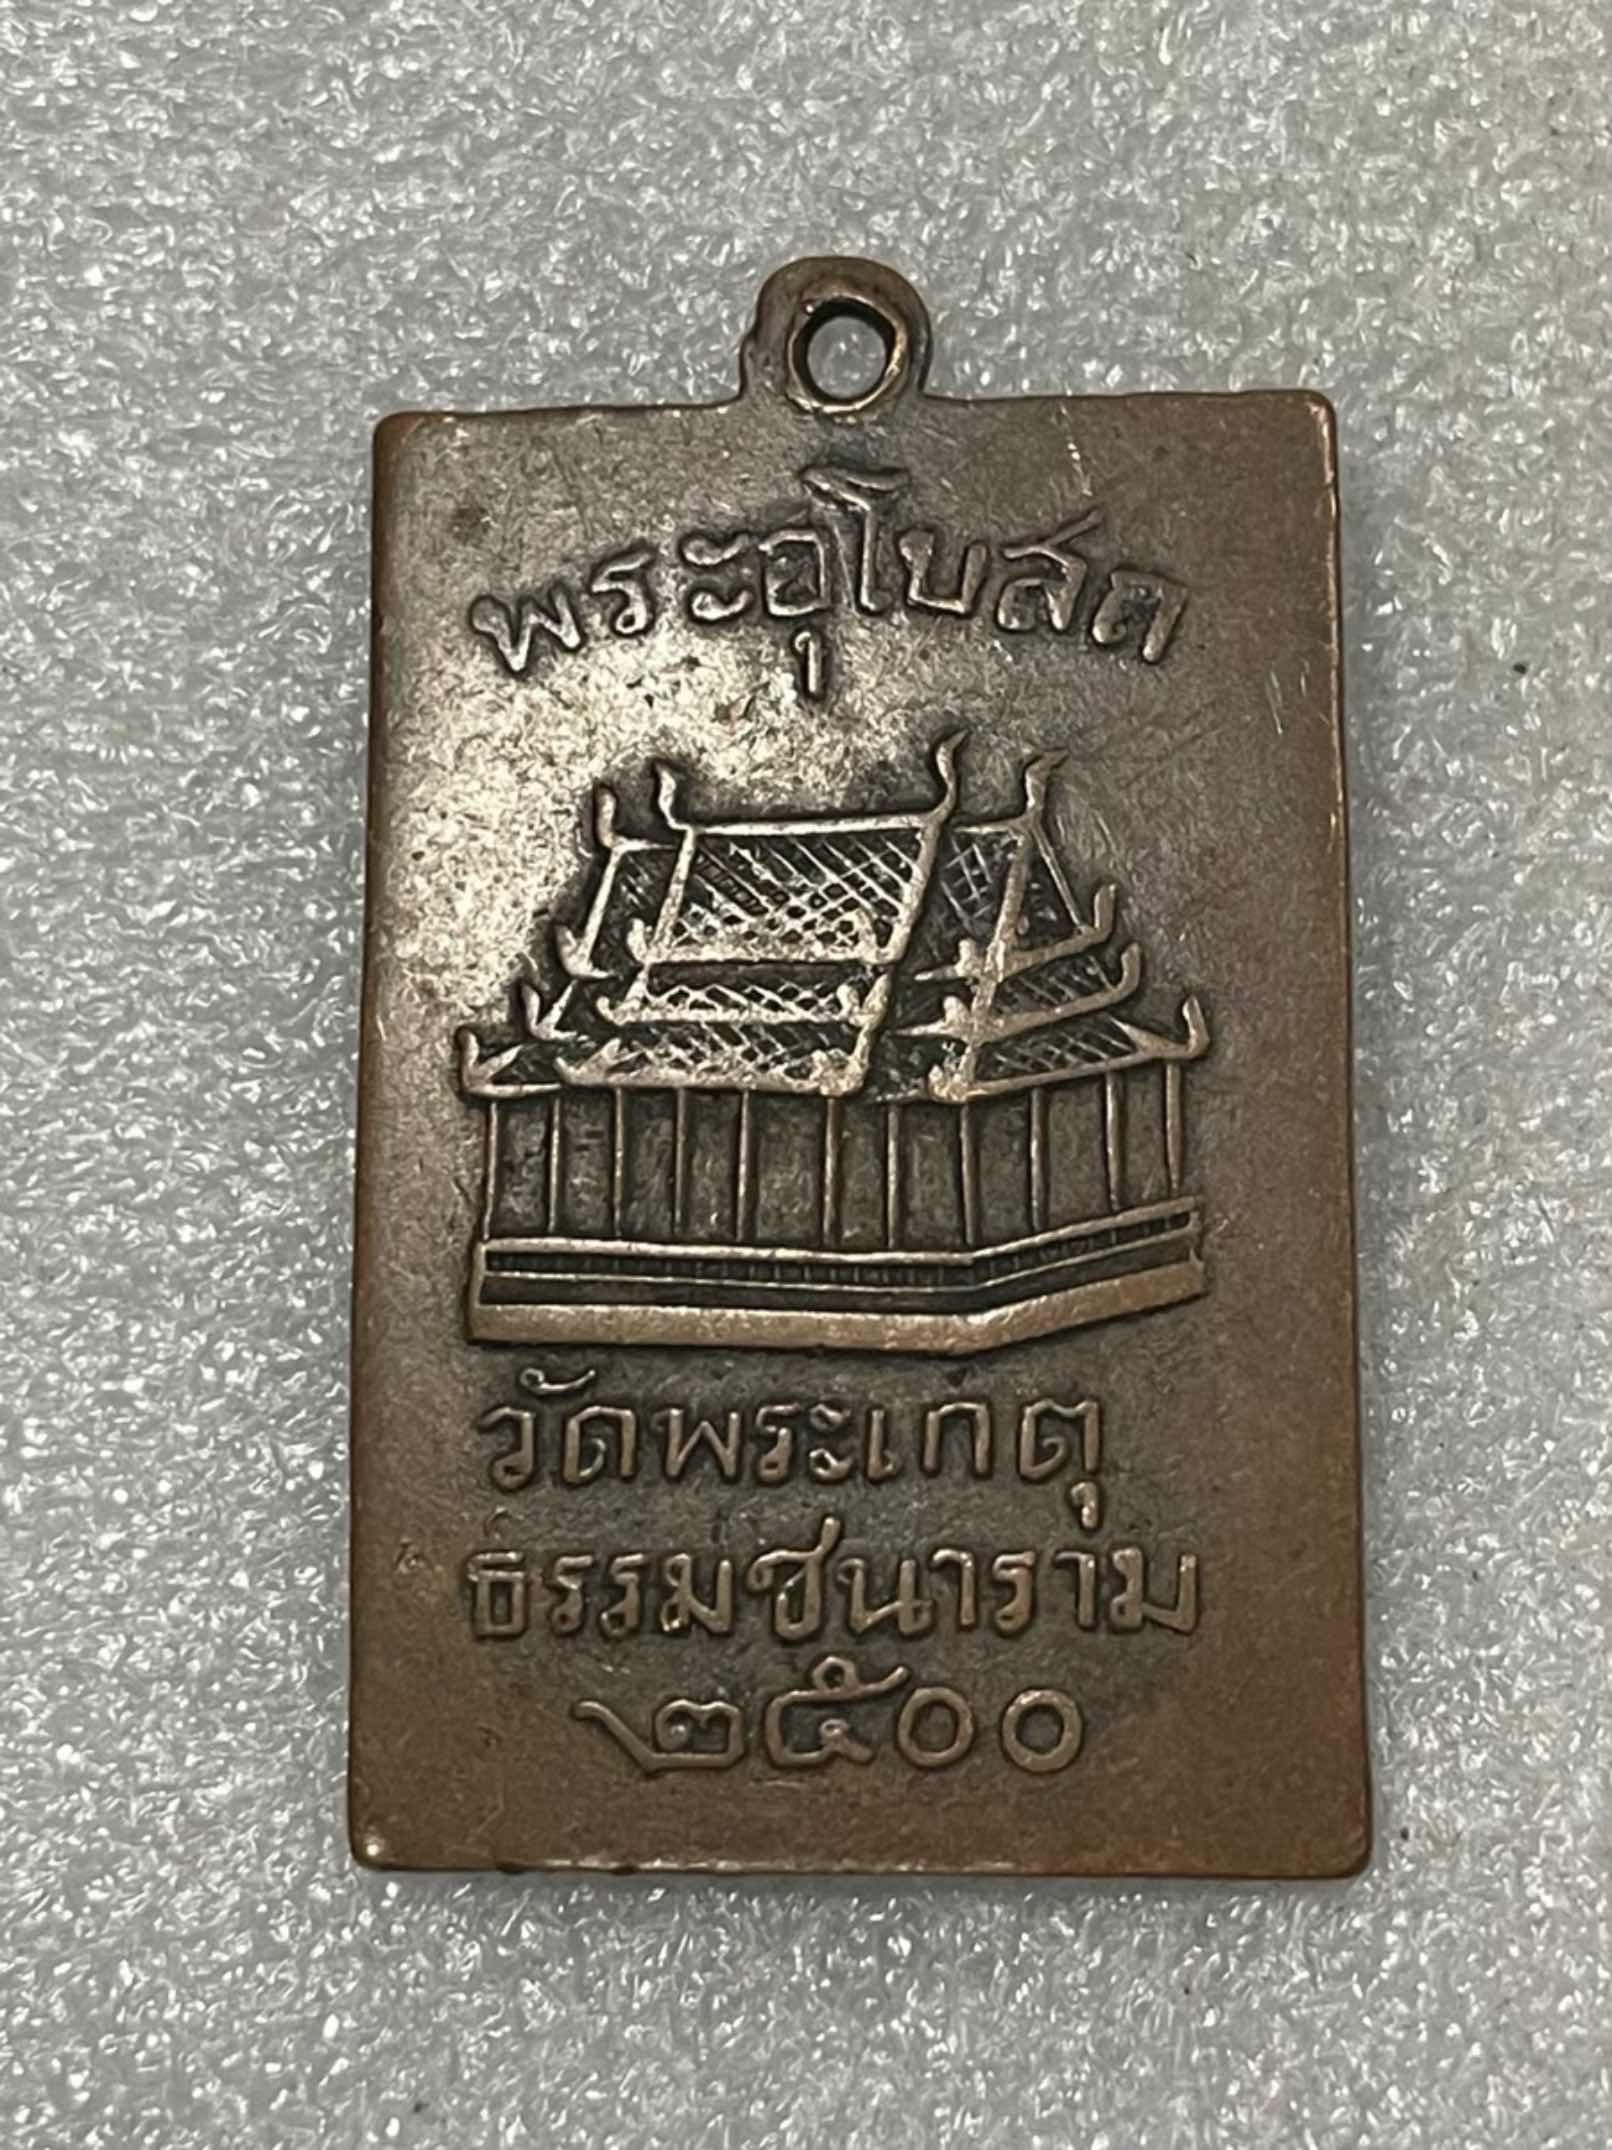 พระอุโบสถ
วัดพระเกตุ
ธรรมชนาราม
๒๕๐๐